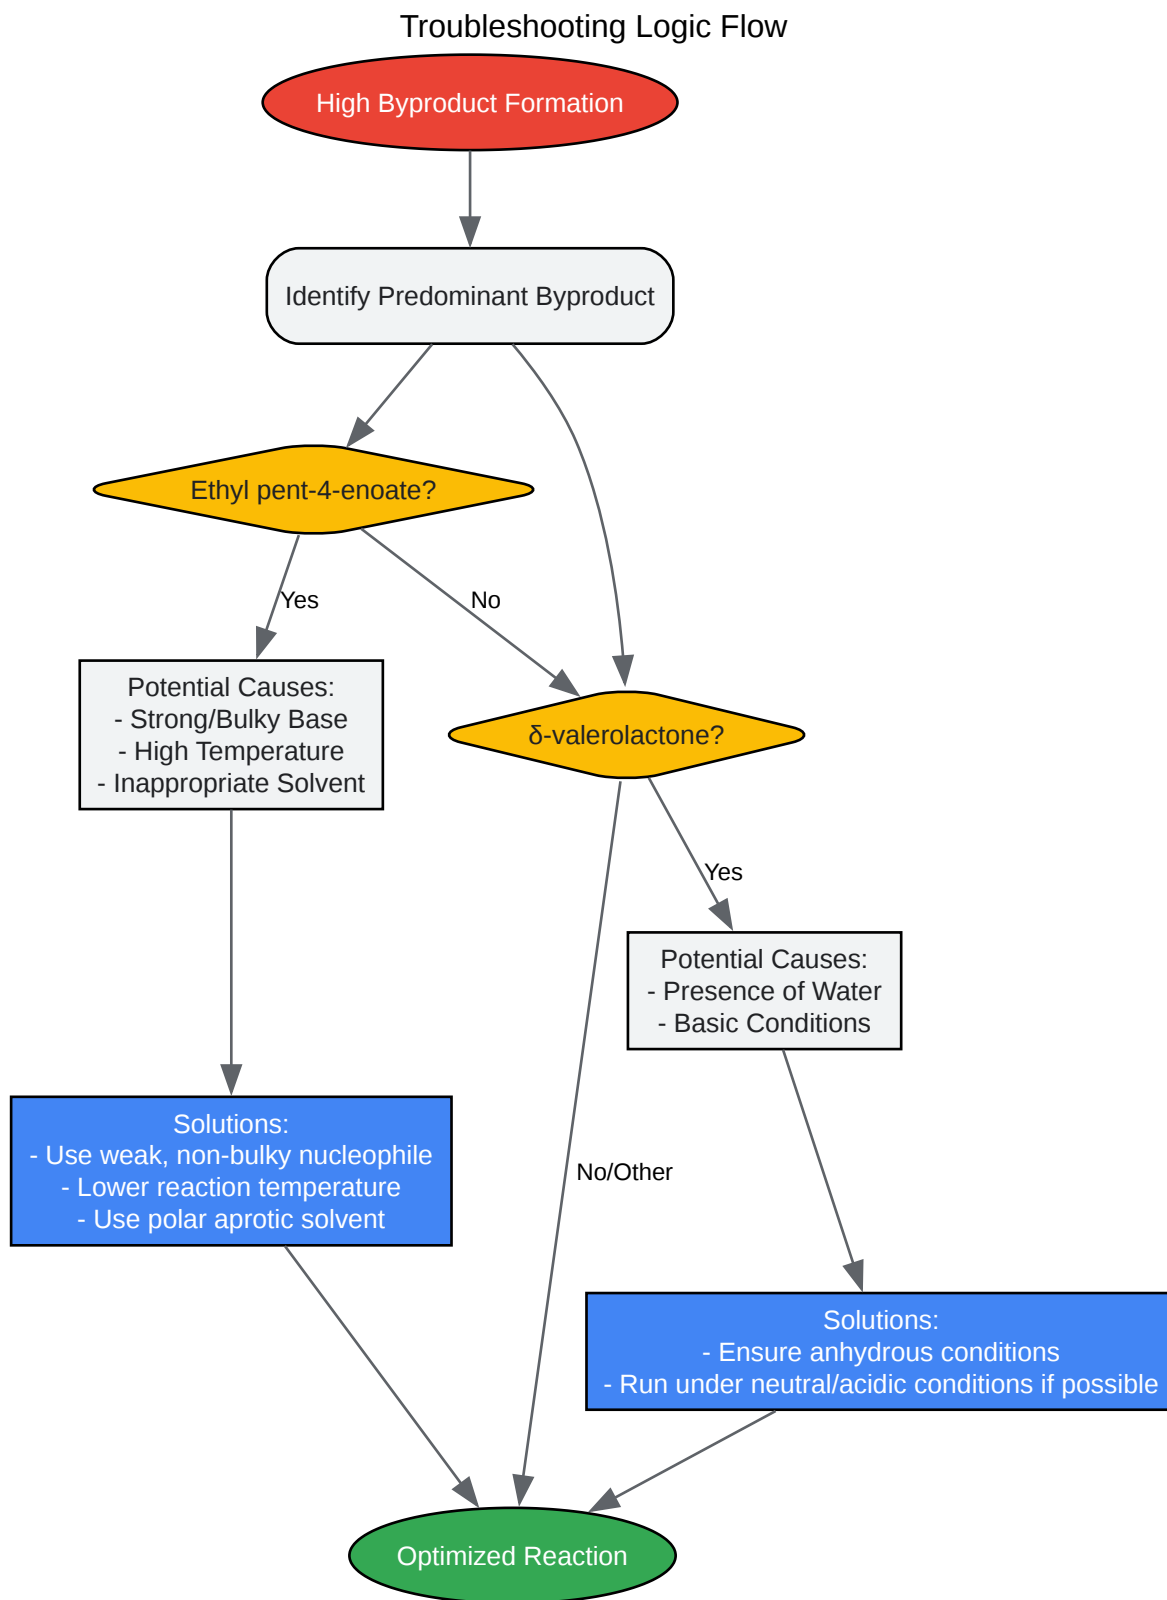 Troubleshooting Logic Flow
High Byproduct Formation
Identify Predominant Byproduct
Ethyl pent-4-enoate?
Yes
No
Potential Causes:
- Strong/Bulky Base
- High Temperature
- Inappropriate Solvent
δ-valerolactone?
Yes
Potential Causes:
- Presence of Water
- Basic Conditions
Solutions:
- Use weak, non-bulky nucleophile
- Lower reaction temperature
- Use polar aprotic solvent
No/Other
Solutions:
- Ensure anhydrous conditions
- Run under neutral/acidic conditions if possible
Optimized Reaction